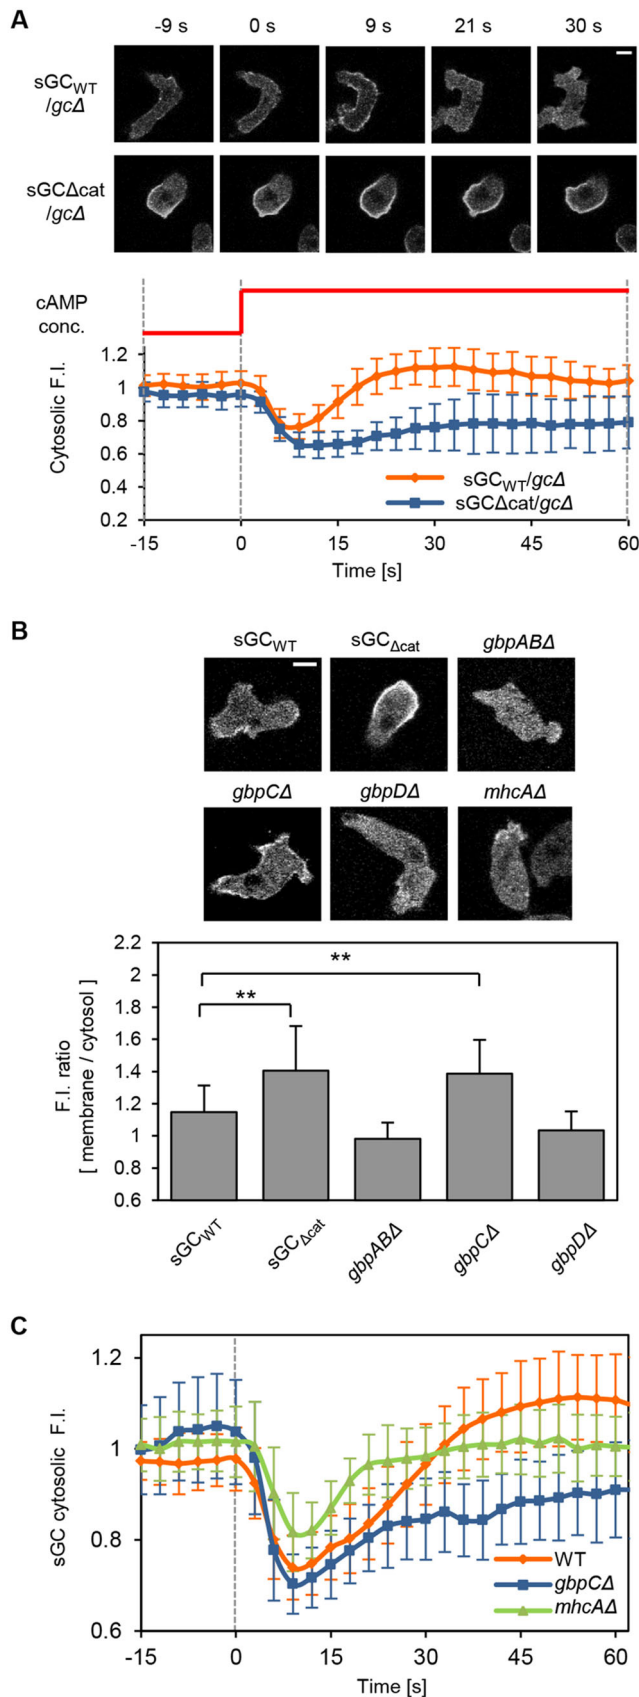 A
-9 s 0 s 9 s 21 s 30 s
sGCWT
/gcΔ
sGCΔcat
/gcΔ
cAMP
conc.
1.2
1
0.8
0.6
0.4
0.2
Cytosolic F.I.
sGCWT/gcΔ
sGCΔcat/gcΔ
-15 0 15 30 45 60
Time [s]
B
sGCWT sGCΔcat gbpABΔ
gbpCΔ gbpDΔ mhcAΔ
2.2
2
1.8
1.6
1.4
1.2
1
0.8
0.6
F.I. ratio
[ membrane / cytosol ]
**
**
sGCWT sGCΔcat gbpABΔ gbpCΔ gbpDΔ
C
1.2
1
0.8
0.6
sGC cytosolic F.I.
WT
gbpCΔ
mhcAΔ
-15 0 15 30 45 60
Time [s]